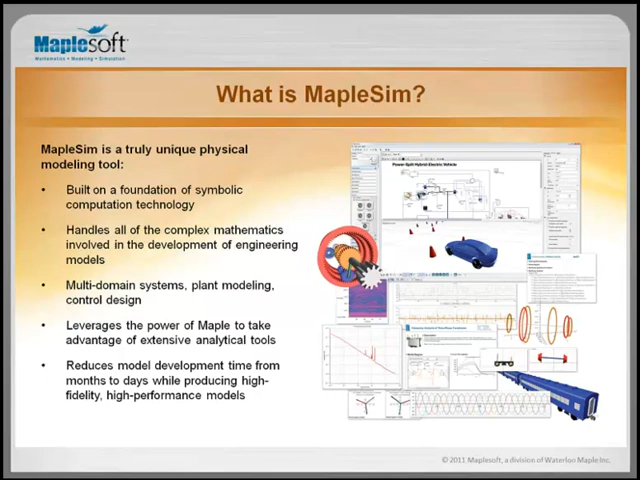 Maplesoft
Mathematics • Modeling • Simulation
What is MapleSim?
MapleSim is a truly unique physical
modeling tool:
• Built on a foundation of symbolic
computation technology
• Handles all of the complex mathematics
involved in the development of engineering
models
• Multi-domain systems, plant modeling,
control design
• Leverages the power of Maple to take
advantage of extensive analytical tools
• Reduces model development time from
months to days while producing high-
fidelity, high-performance models
Power-Split-Hybrid-Electric Vehicle
© 2011 Maplesoft, a division of Waterloo Maple Inc.